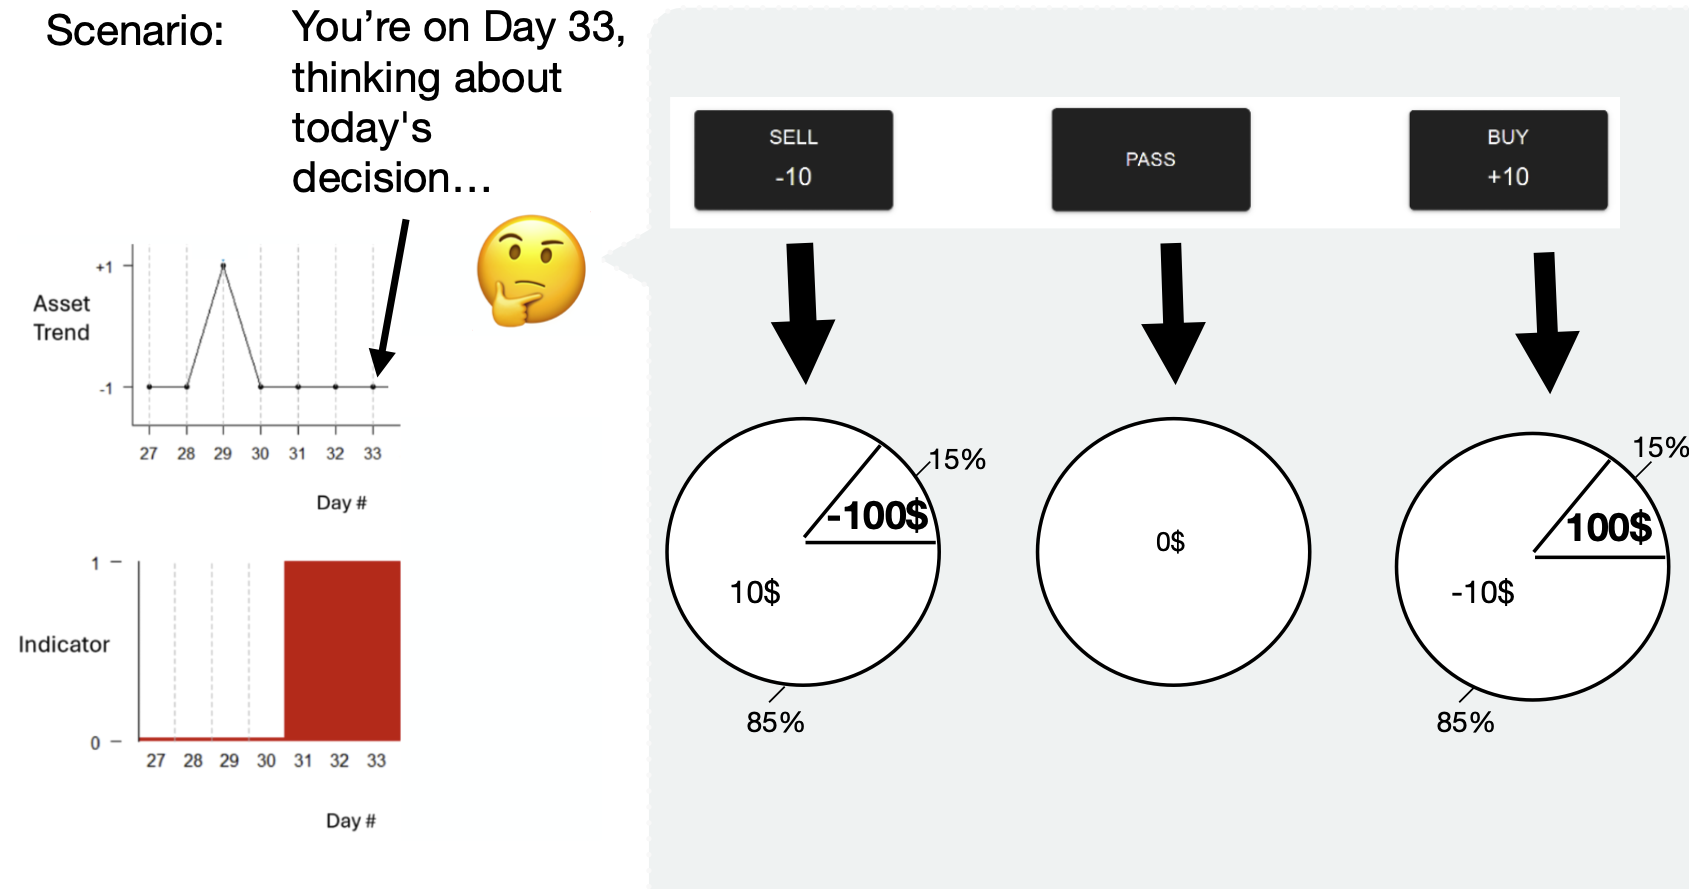 Scenario:
You’re on Day 33,
thinking about
today's
decision…
+1
Asset
Trend
-1
27 28 29 30 31 32 33
Day #
1
Indicator
0
27 28 29 30 31 32 33
Day #
SELL
-10
PASS
BUY
+10
15%
-100$
10$
85%
0$
15%
100$
-10$
85%